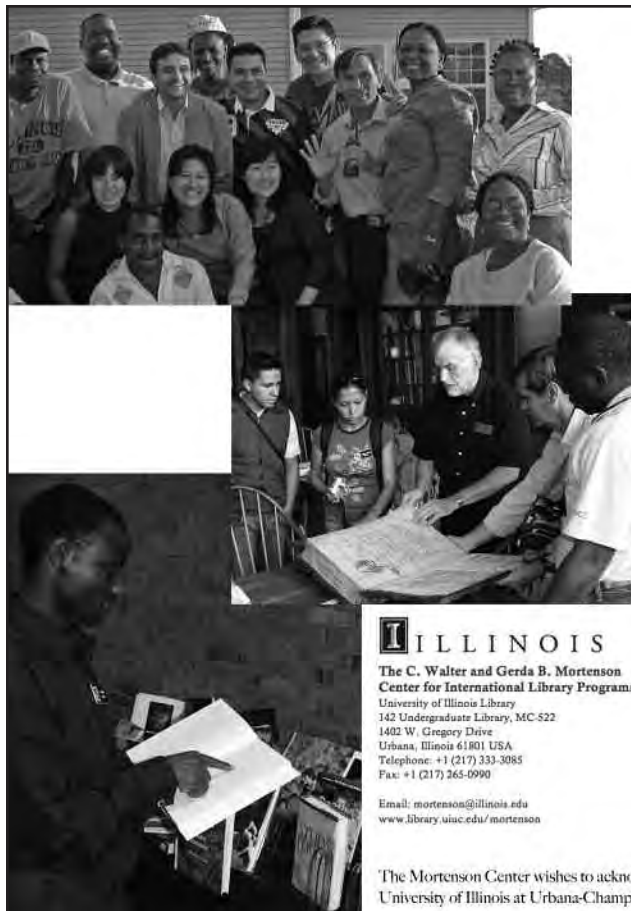 I ILLINOIS
The C. Walter and Gerda B. Mortenson
Center for International Library Program
University of Illinois Library
142 Undergraduate Library, MC-522
1402 W. Gregory Drive
Urbana, Illinois 61801 USA
Telephone: +1 (217) 333-3085
Fax: +1 (217) 265-0990
Email: mortenson@illinois.edu
www.library.uiuc.edu/mortenson
The Mortenson Center wishes to ackno
University of Illinois at Urbana-Champ